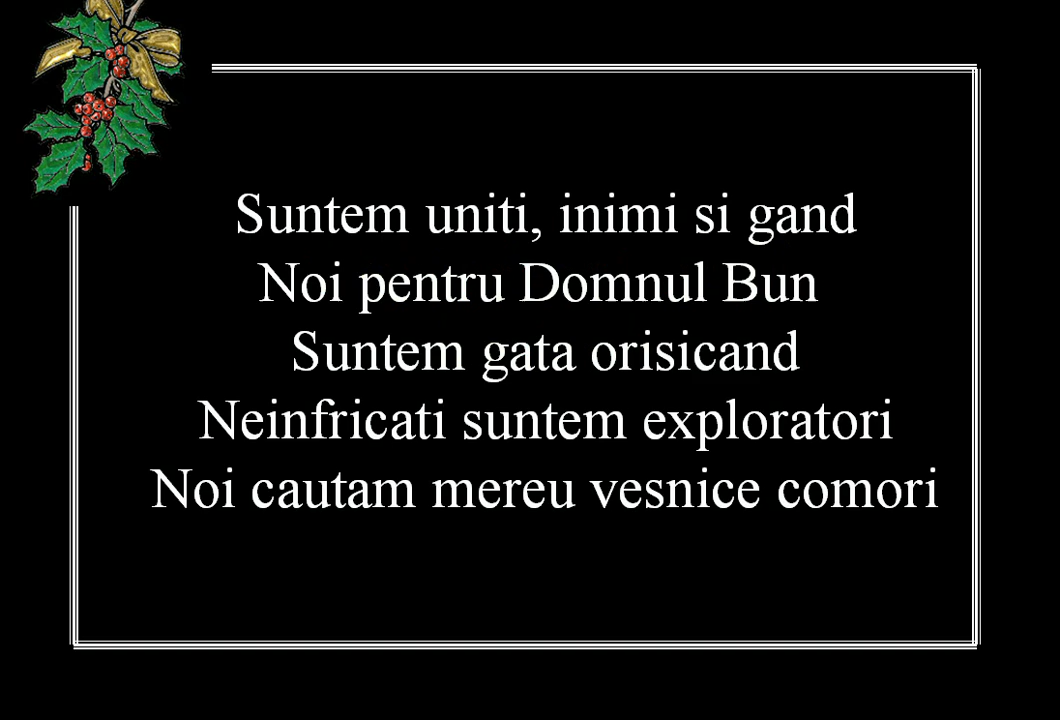 Suntem uniti, inimi si gand
Noi pentru Domnul Bun
Suntem gata orisicand
Neinfricati suntem exploratori
Noi cautam mereu vesnice comori